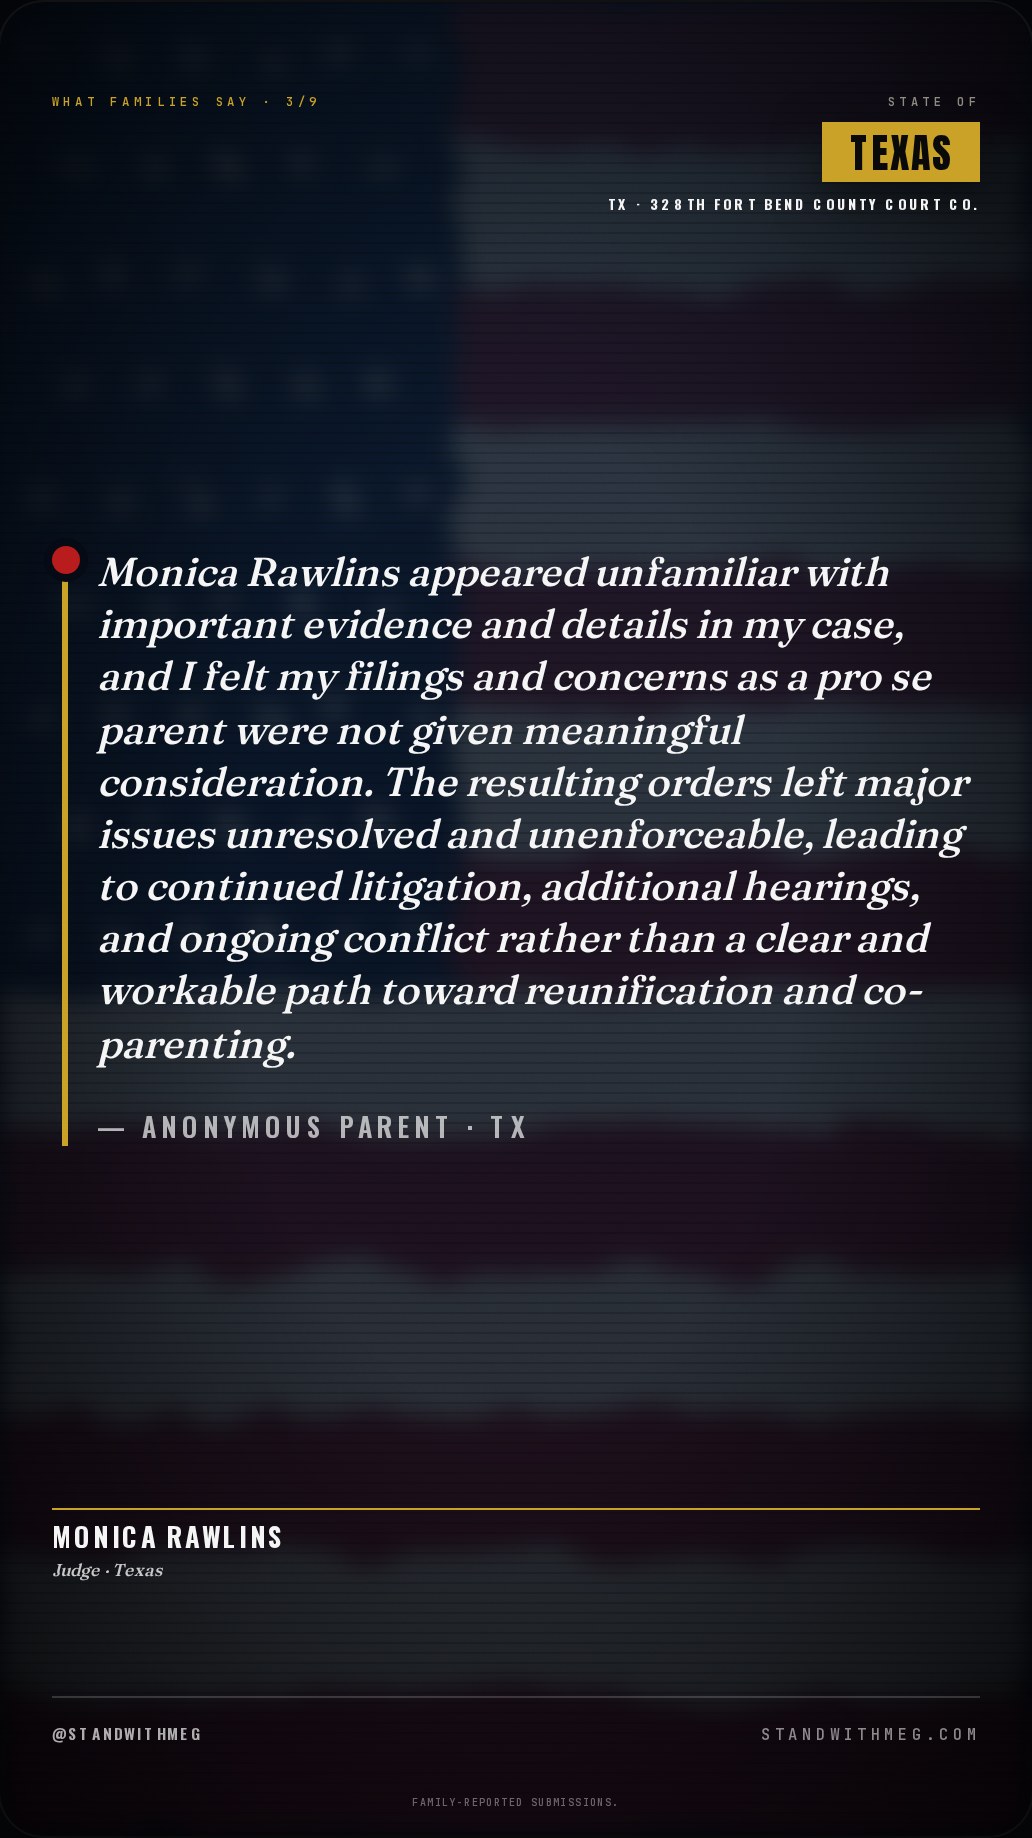 WHAT FAMILIES SAY · 3/9
STATE OF
TEXAS
TX · 328TH FORT BEND COUNTY COURT CO.
Monica Rawlins appeared unfamiliar with
important evidence and details in my case,
and I felt my filings and concerns as a pro se
parent were not given meaningful
consideration. The resulting orders left major
issues unresolved and unenforceable, leading
to continued litigation, additional hearings,
and ongoing conflict rather than a clear and
workable path toward reunification and co-
parenting.
— ANONYMOUS PARENT · TX
MONICA RAWLINS
Judge · Texas
@STANDWITHMEG
STANDWITHMEG.COM
FAMILY-REPORTED SUBMISSIONS.